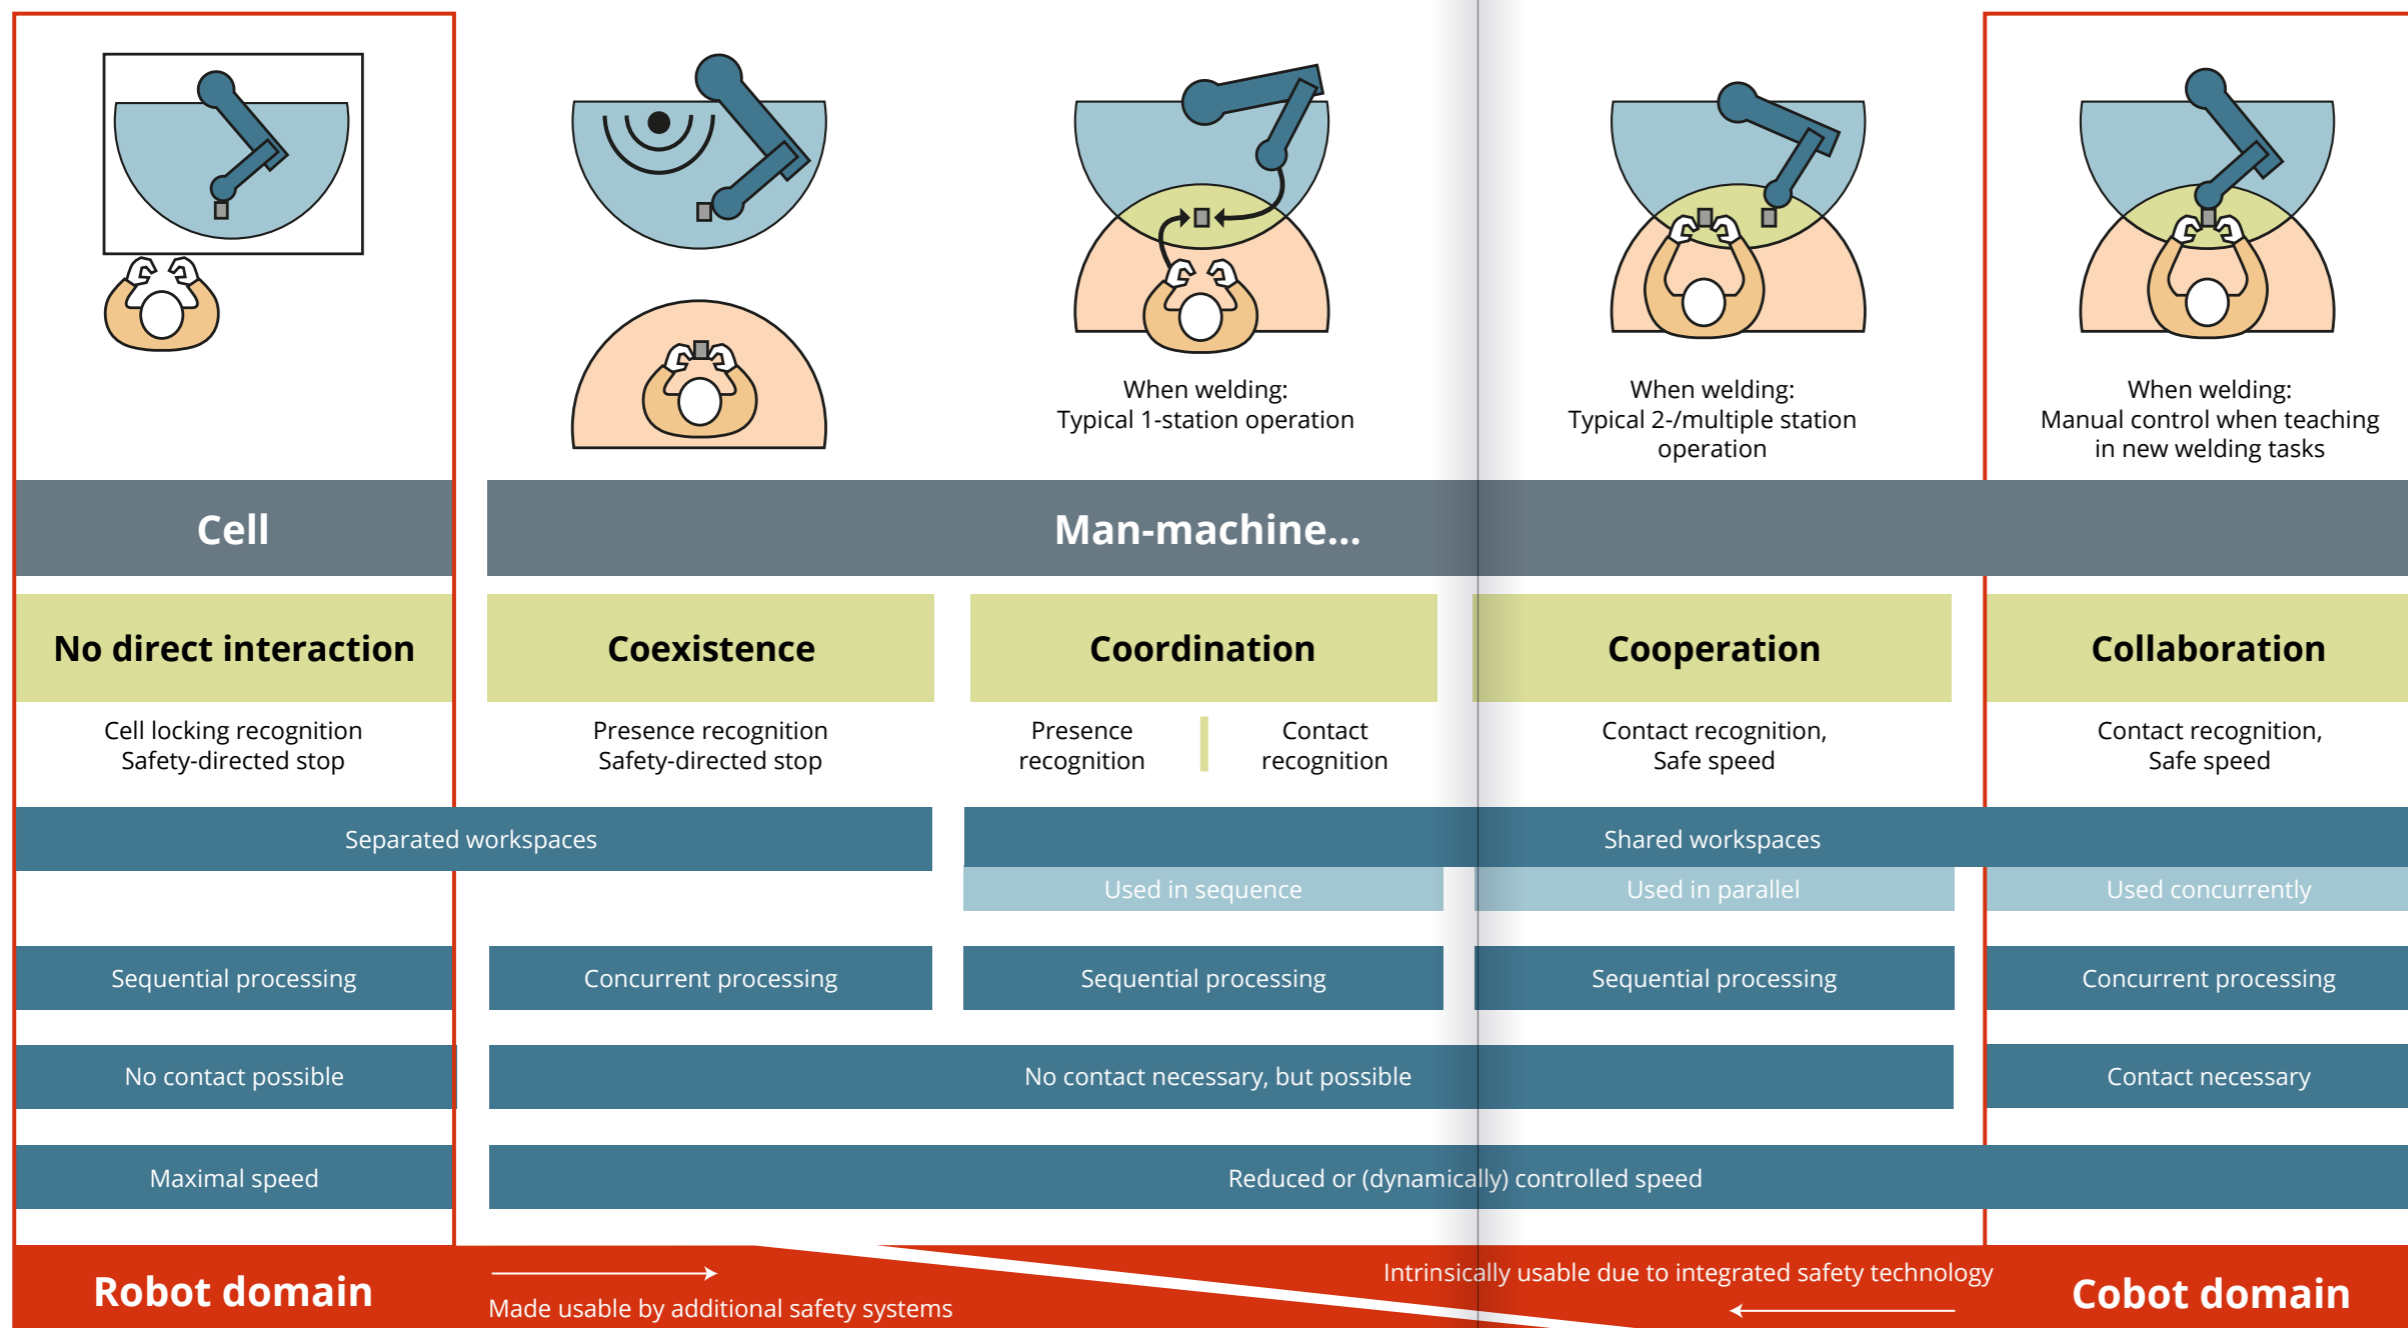 When welding:
Typical 1-station operation
When welding:
Typical 2-/multiple station
operation
When welding:
Manual control when teaching
in new welding tasks
Cell
Man-machine...
No direct interaction
Coexistence
Coordination
Cooperation
Collaboration
Cell locking recognition
Safety-directed stop
Presence recognition
Safety-directed stop
Presence
recognition
Contact
recognition
Contact recognition,
Safe speed
Contact recognition,
Safe speed
Separated workspaces
Shared workspaces
Used in sequence
Used in parallel
Used concurrently
Sequential processing
Concurrent processing
Sequential processing
Sequential processing
Concurrent processing
No contact possible
No contact necessary, but possible
Contact necessary
Maximal speed
Reduced or (dynamically) controlled speed
Robot domain
Made usable by additional safety systems
Intrinsically usable due to integrated safety technology
Cobot domain